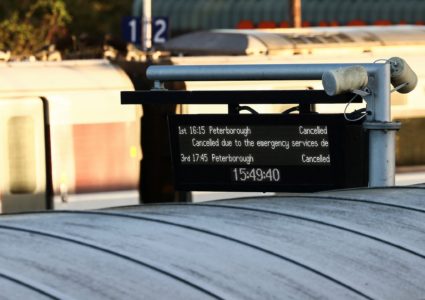 1 2
1st 16:15 Peterborough Cancelled
Cancelled due to the emergency services de
3rd 17:45 Peterborough Cancelled
15:49:40